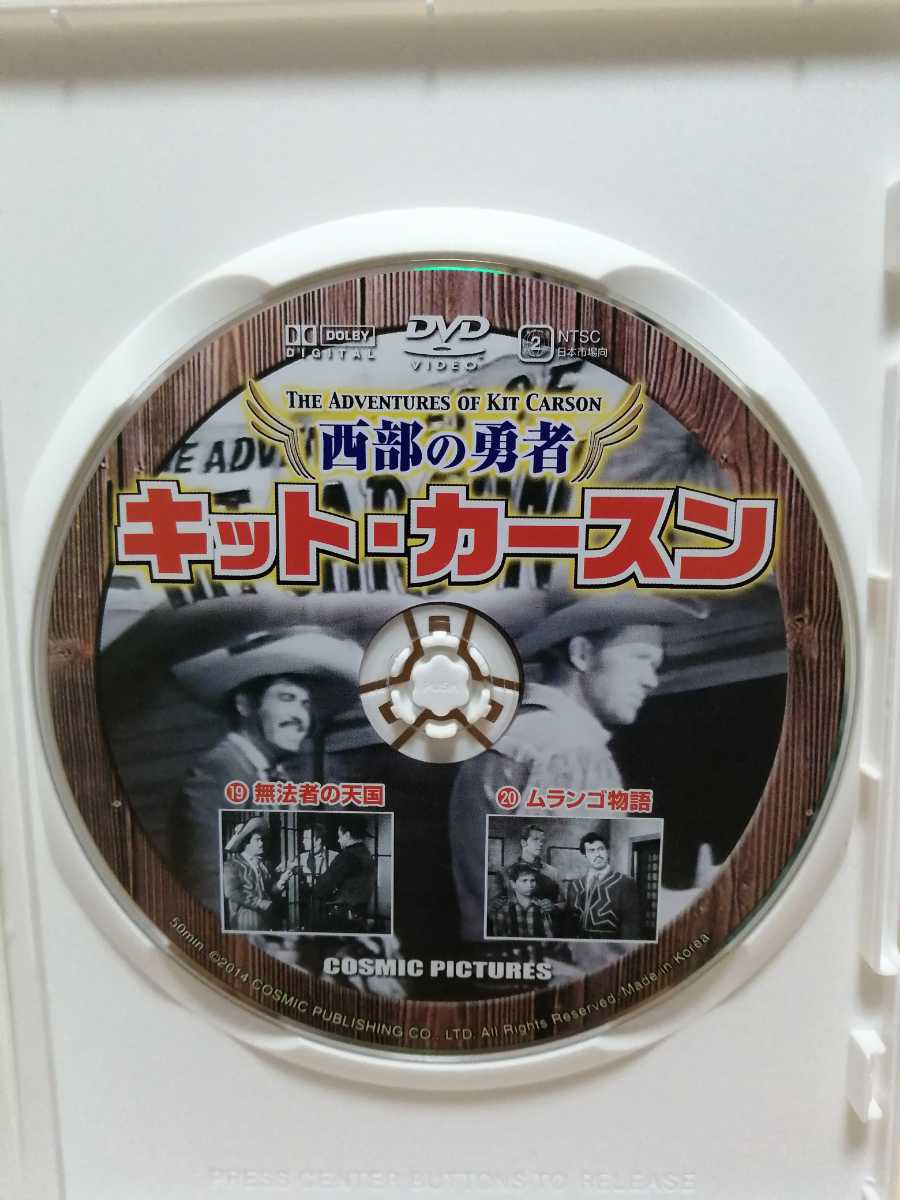 DOLBY
DIGITAL
DVD
VIDEO
2
NTSC
日本市場向
THE ADVENTURES OF KIT CARSON
西部の勇者
キット・カースン
⑲ 無法者の天国
⑳ ムランゴ物語
COSMIC PICTURES
50min ©2014 COSMIC PUBLISHING CO., LTD. All Rights Reserved. Made in Korea
PUSH
PRESS CENTER BUTTONS TO RELEASE